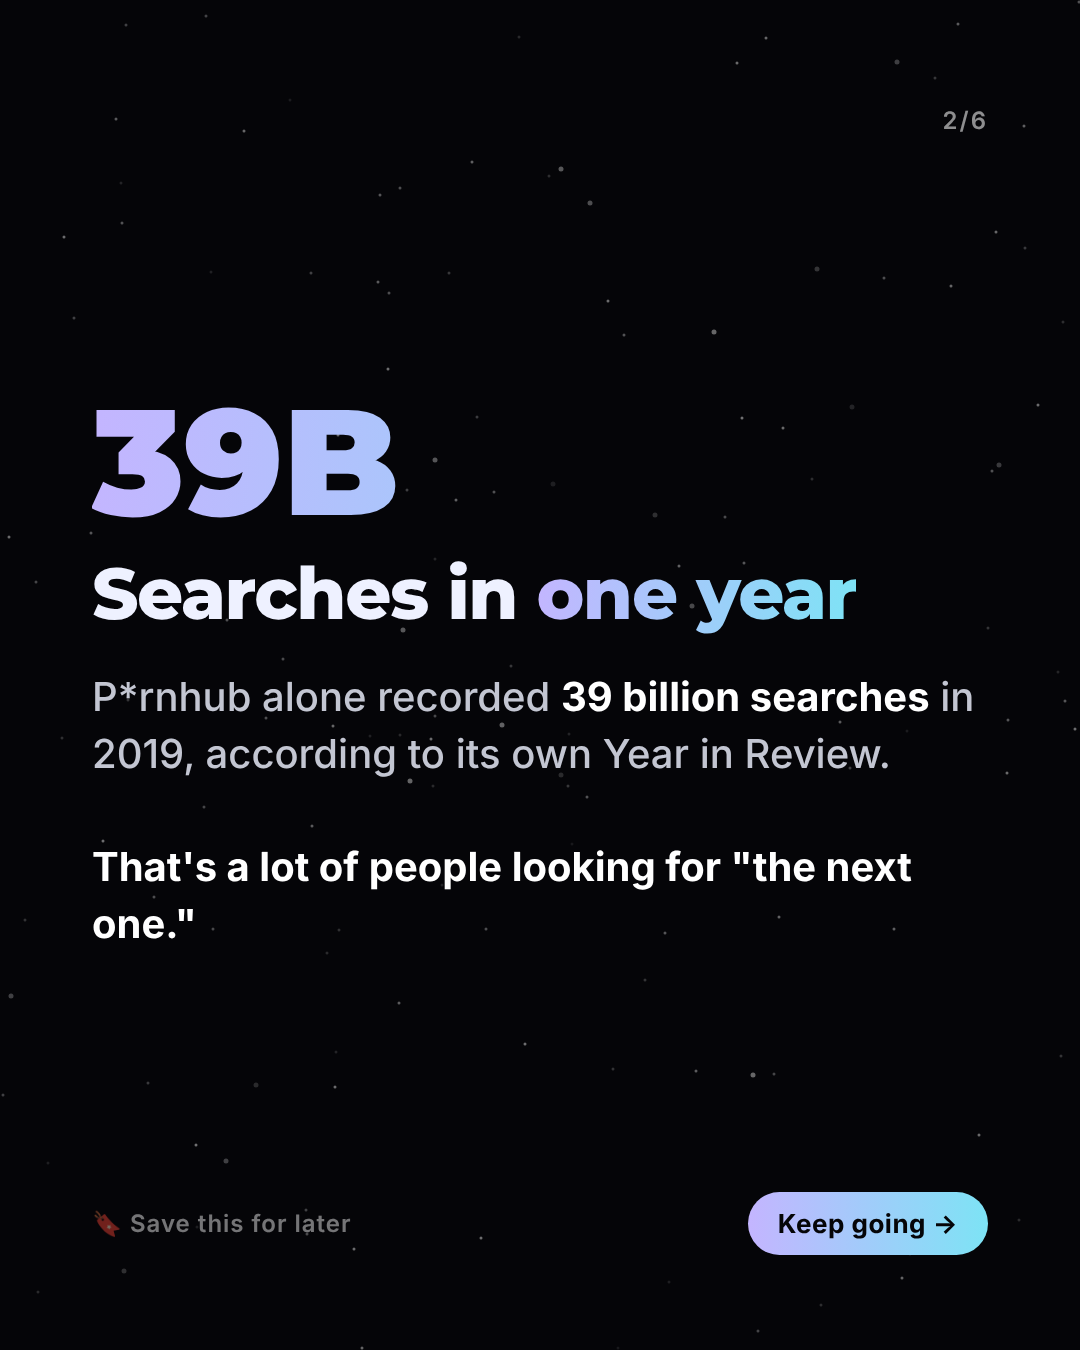 2/6
39B
Searches in one year
P*rnhub alone recorded 39 billion searches in
2019, according to its own Year in Review.
That's a lot of people looking for "the next
one."
🔖 Save this for later
Keep going →